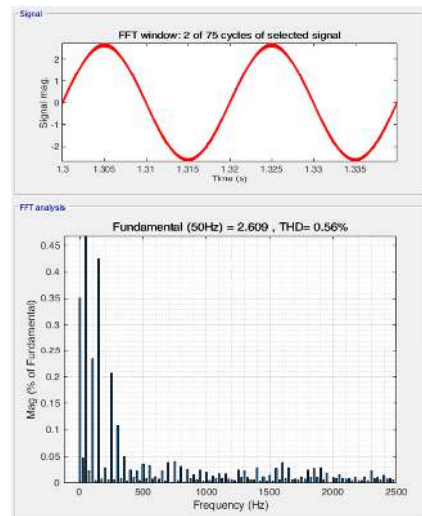 Signal
FFT window: 2 of 75 cycles of selected signal
Signal mag.
2
1
0
-1
-2
1.3 1.305 1.31 1.315 1.32 1.325 1.33 1.335
Time (s)
FFT analysis
Fundamental (50Hz) = 2.609 , THD= 0.56%
Mag (% of Fundamental)
0.45
0.4
0.35
0.3
0.25
0.2
0.15
0.1
0.05
0
0 500 1000 1500 2000 2500
Frequency (Hz)